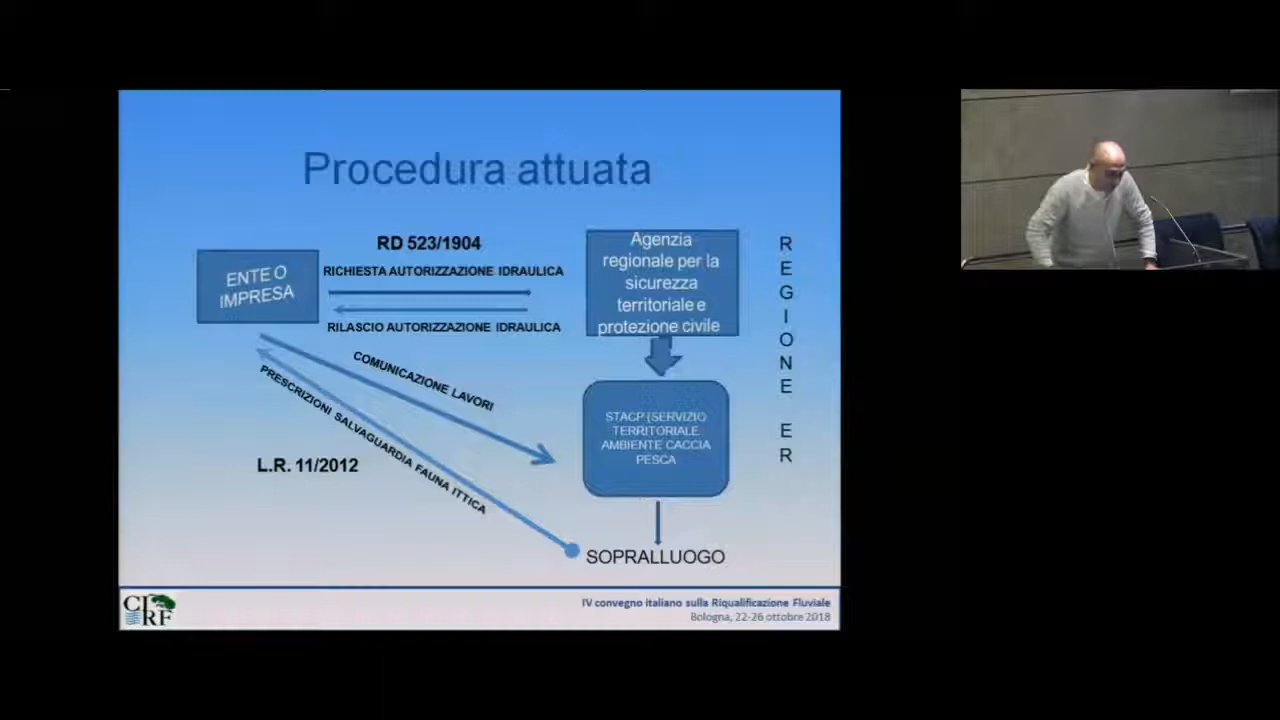 Procedura attuata
RD 523/1904
ENTE O
IMPRESA
RICHIESTA AUTORIZZAZIONE IDRAULICA
RILASCIO AUTORIZZAZIONE IDRAULICA
Agenzia
regionale per la
sicurezza
territoriale e
protezione civile
R
E
G
I
O
N
E
E
R
COMUNICAZIONE LAVORI
PRESCRIZIONI SALVAGUARDIA FAUNA ITTICA
STACP (SERVIZIO
TERRITORIALE
AMBIENTE CACCIA
PESCA
L.R. 11/2012
SOPRALLUOGO
CIRF
IV convegno italiano sulla Riqualificazione Fluviale
Bologna, 22-26 ottobre 2018